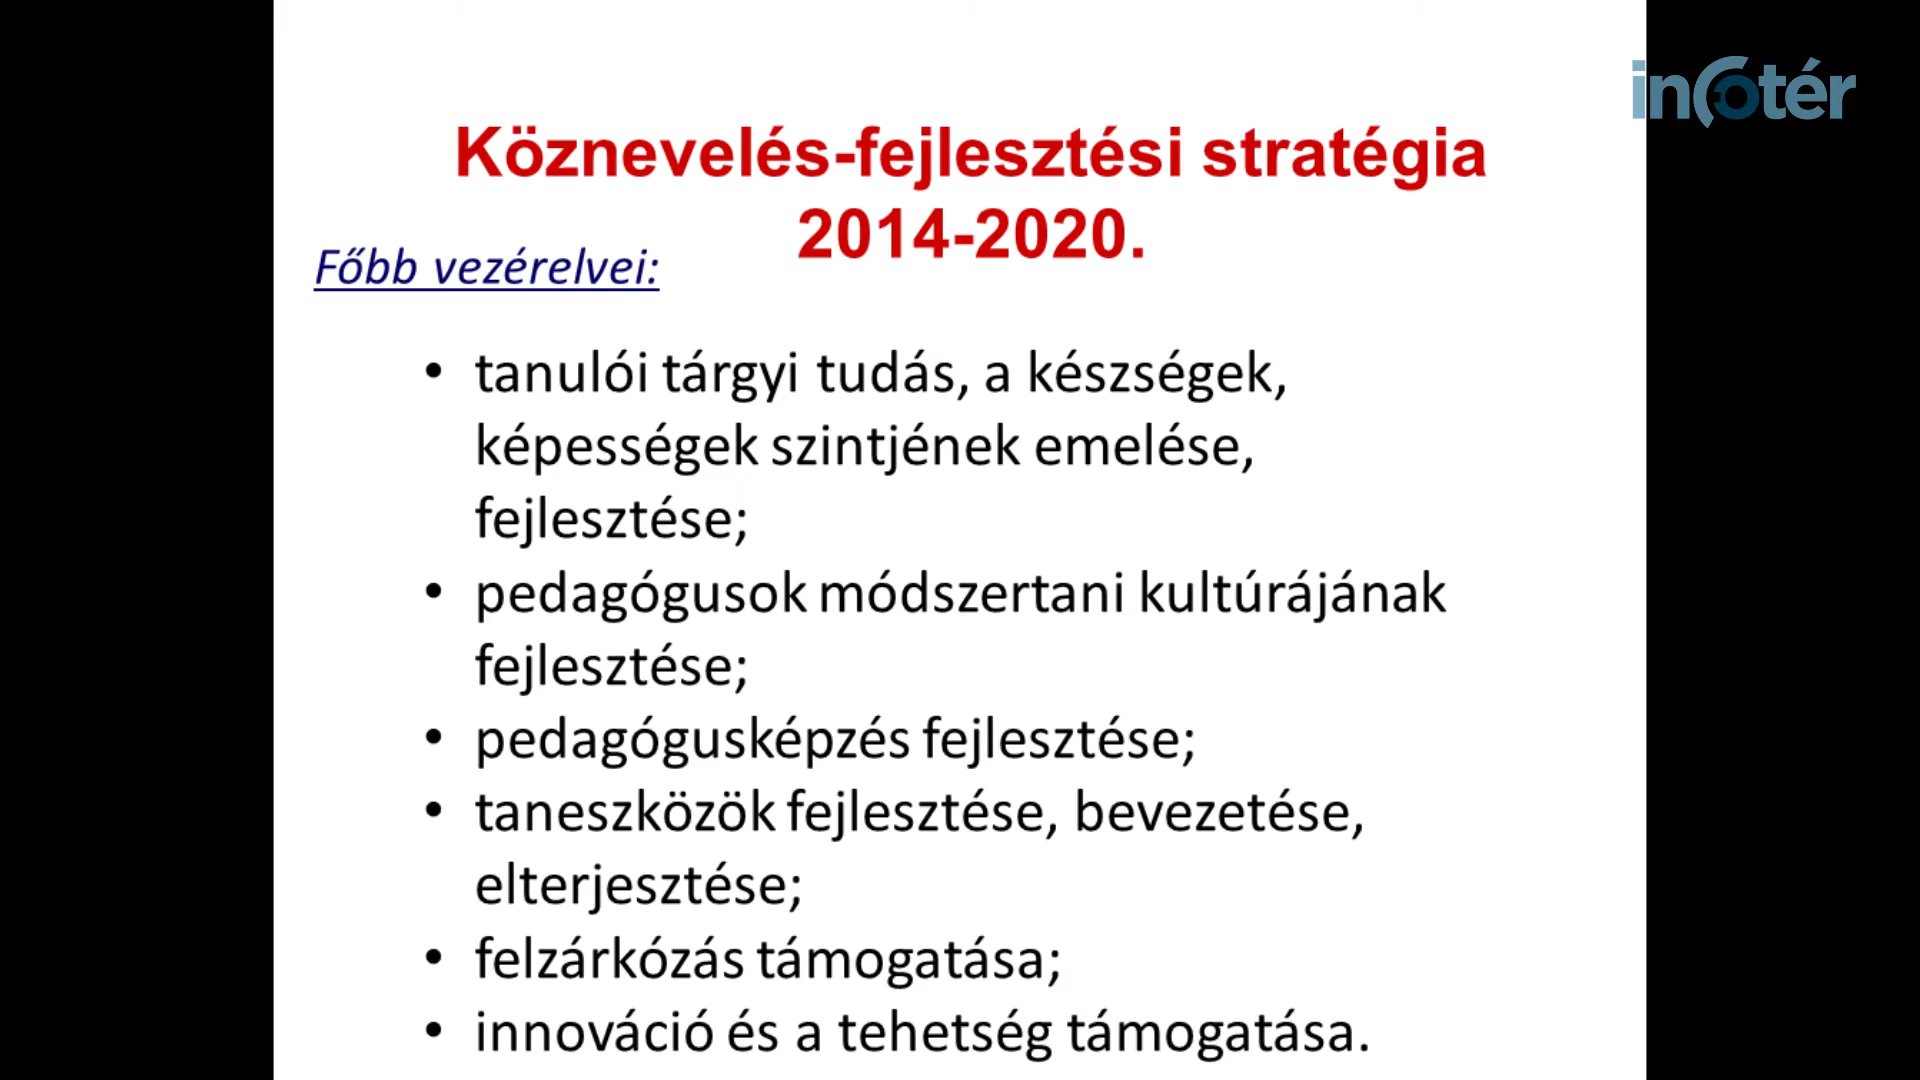 infotér
Köznevelés-fejlesztési stratégia
2014-2020.
Főbb vezérelvei:
• tanulói tárgyi tudás, a készségek,
képességek szintjének emelése,
fejlesztése;
• pedagógusok módszertani kultúrájának
fejlesztése;
• pedagógusképzés fejlesztése;
• taneszközök fejlesztése, bevezetése,
elterjesztése;
• felzárkózás támogatása;
• innováció és a tehetség támogatása.